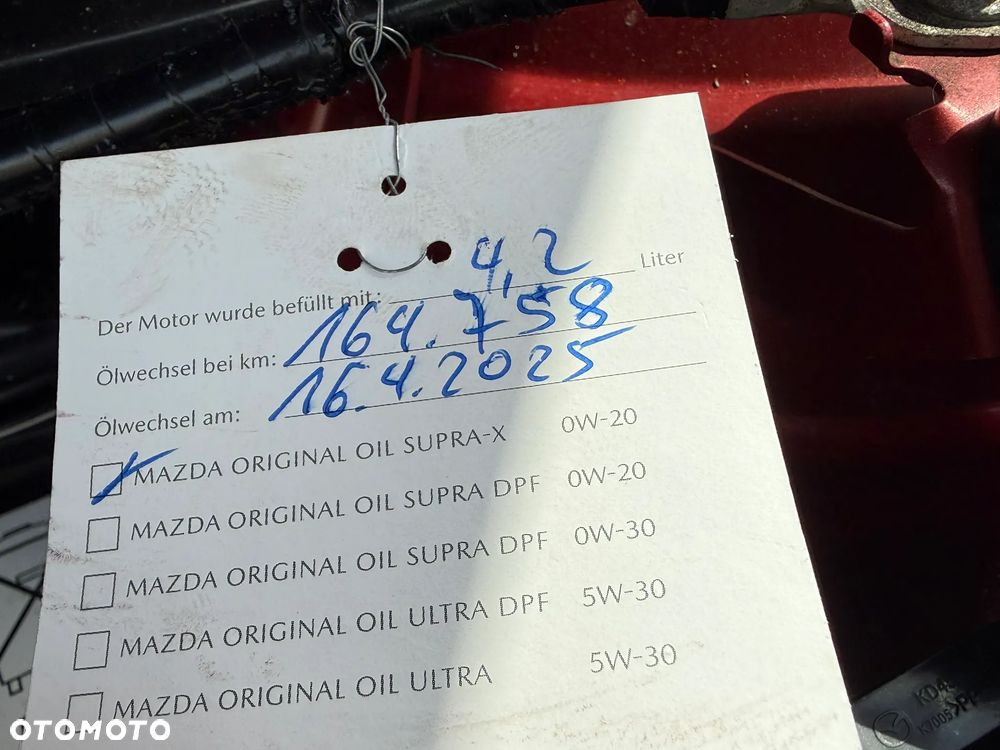 Der Motor wurde befüllt mit: 4,2 Liter
Ölwechsel bei km: 164.758
Ölwechsel am: 16.4.2025
MAZDA ORIGINAL OIL SUPRA-X 0W-20
MAZDA ORIGINAL OIL SUPRA DPF 0W-20
MAZDA ORIGINAL OIL SUPRA DPF 0W-30
MAZDA ORIGINAL OIL ULTRA DPF 5W-30
MAZDA ORIGINAL OIL ULTRA 5W-30
OTOMOTO